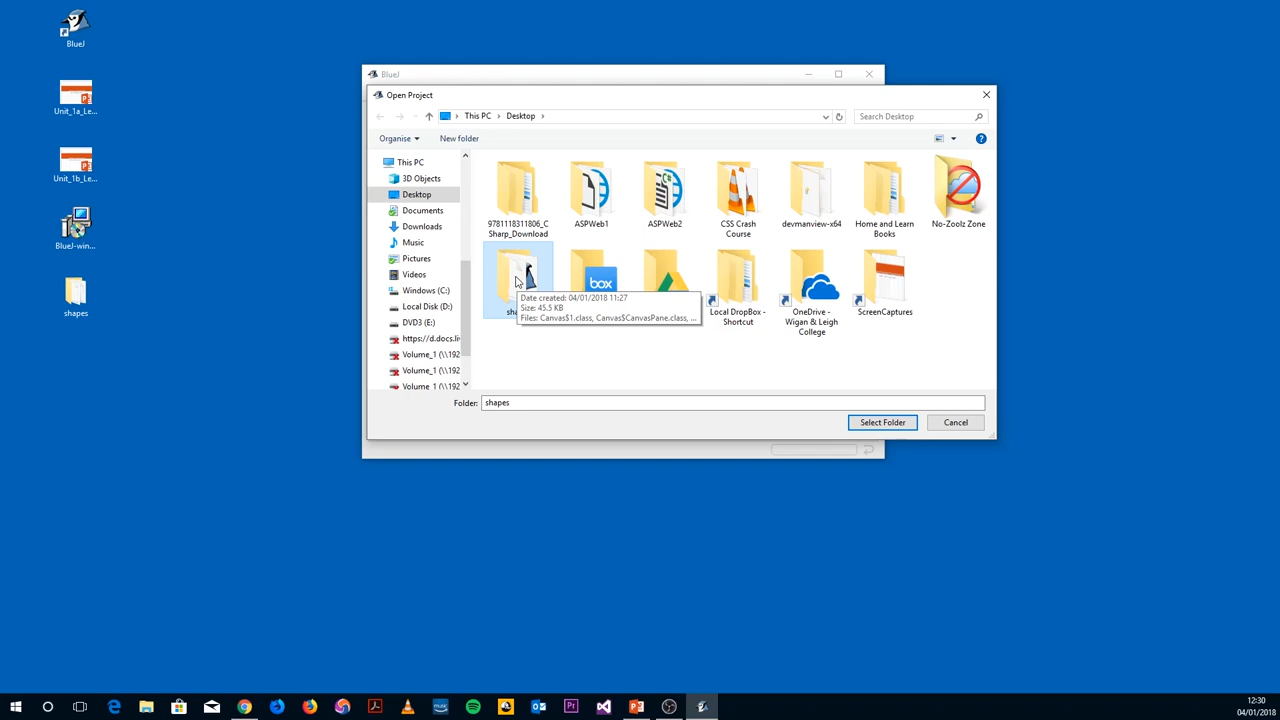 BlueJ
Unit_1a_Le...
Unit_1b_Le...
BlueJ-win...
shapes
BlueJ
Open Project
This PC
Desktop
Search Desktop
Organise
New folder
This PC
3D Objects
Desktop
Documents
Downloads
Music
Pictures
Videos
Windows (C:)
Local Disk (D:)
DVD3 (E:)
https://d.docs.li
Volume_1 (\\192
Volume_1 (\\192
Volume_1 (\\192
9781118311806_C
Sharp_Download
ASPWeb1
ASPWeb2
CSS Crash
Course
devmanview-x64
Home and Learn
Books
No-Zoolz Zone
sha
box
Date created: 04/01/2018 11:27
Size: 45.5 KB
Files: Canvas$1.class, Canvas$CanvasPane.class, ...
Local DropBox -
Shortcut
OneDrive -
Wigan & Leigh
College
ScreenCaptures
Folder:
shapes
Select Folder
Cancel
music
Pr
12:30
04/01/2018